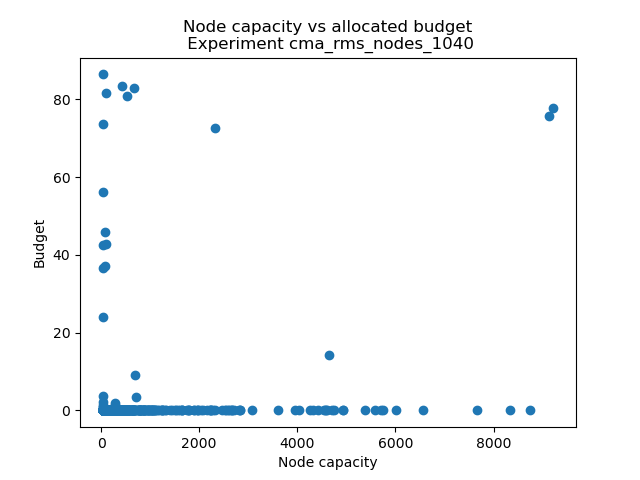 Node capacity vs allocated budget
Experiment cma_rms_nodes_1040
80
60
40
20
0
Budget
0 2000 4000 6000 8000
Node capacity